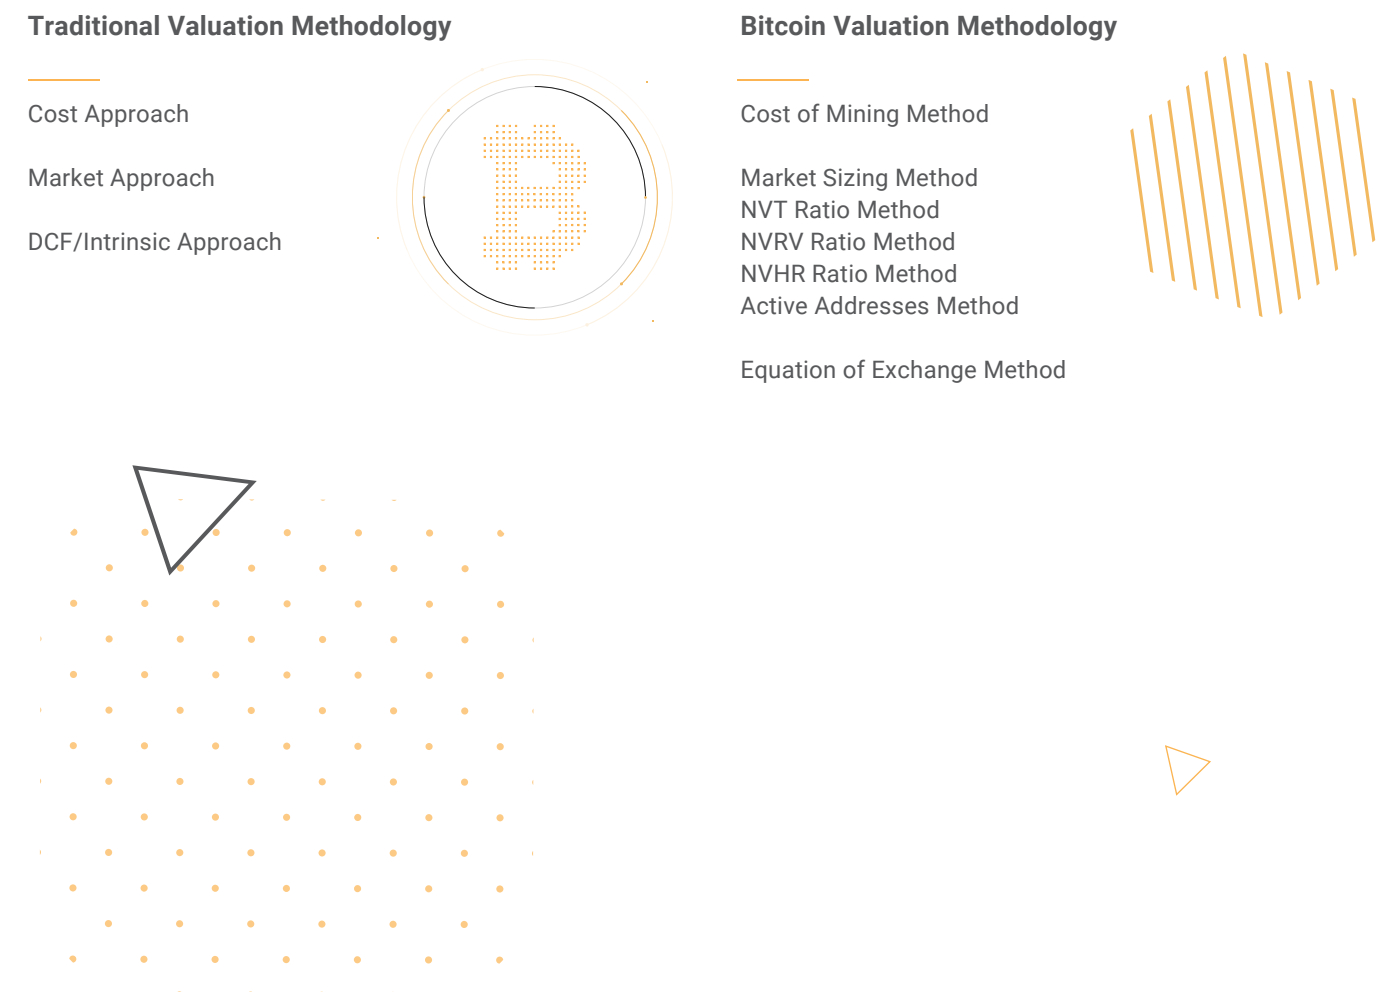 Traditional Valuation Methodology
Cost Approach
Market Approach
DCF/Intrinsic Approach
Bitcoin Valuation Methodology
Cost of Mining Method
Market Sizing Method
NVT Ratio Method
NVRV Ratio Method
NVHR Ratio Method
Active Addresses Method
Equation of Exchange Method